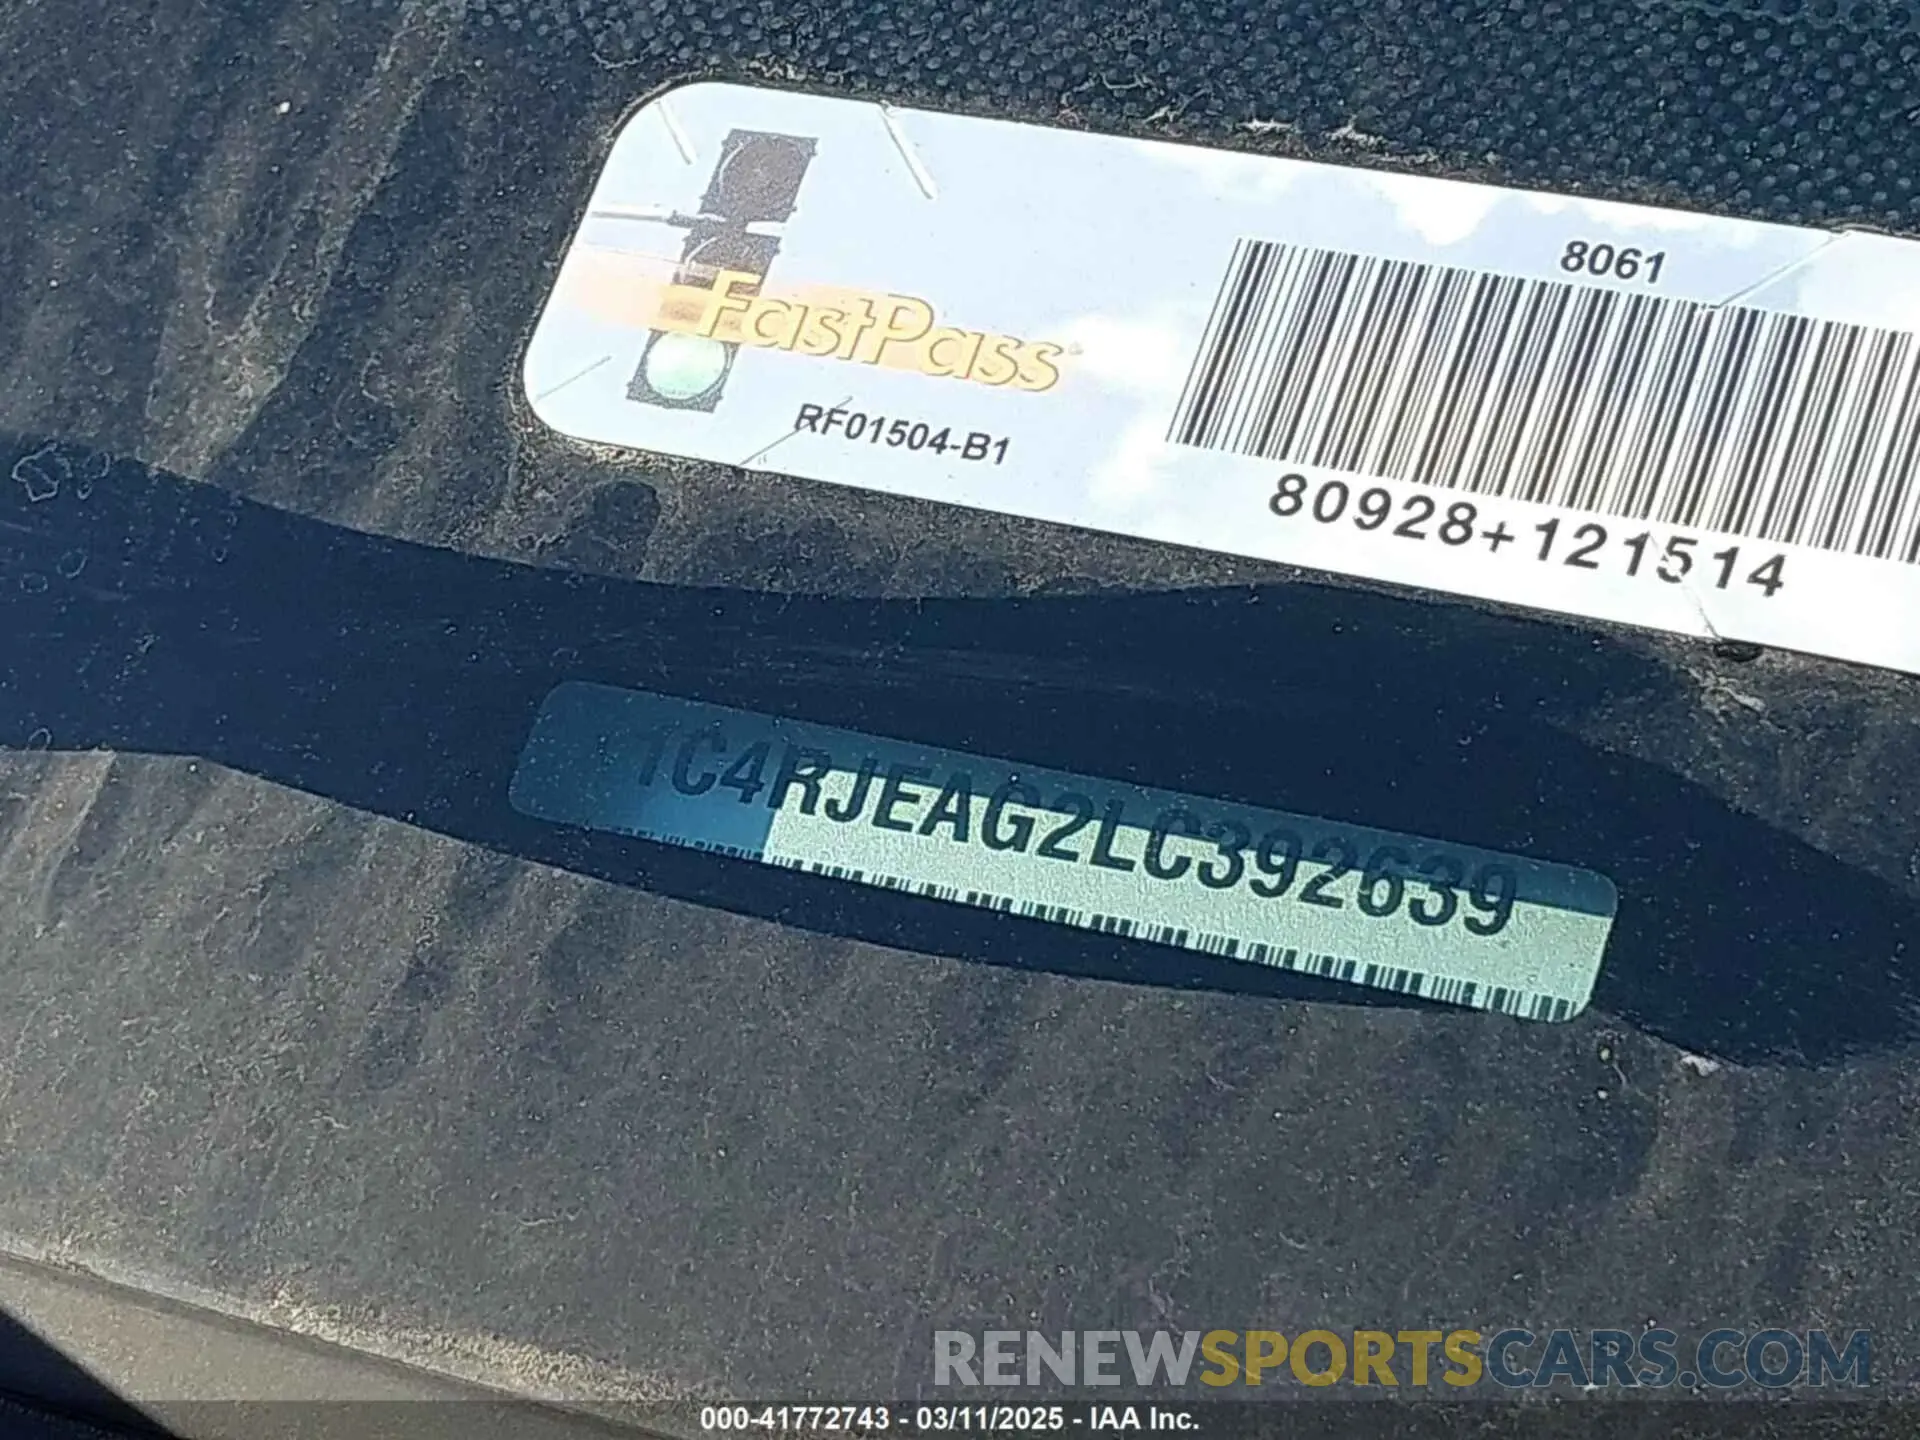 8061
FastPass
RF01504-B1
80928+121514
1C4RJEAG2LC392639
RENEWSPORTSCARS.COM
000-41772743 - 03/11/2025 - IAA Inc.